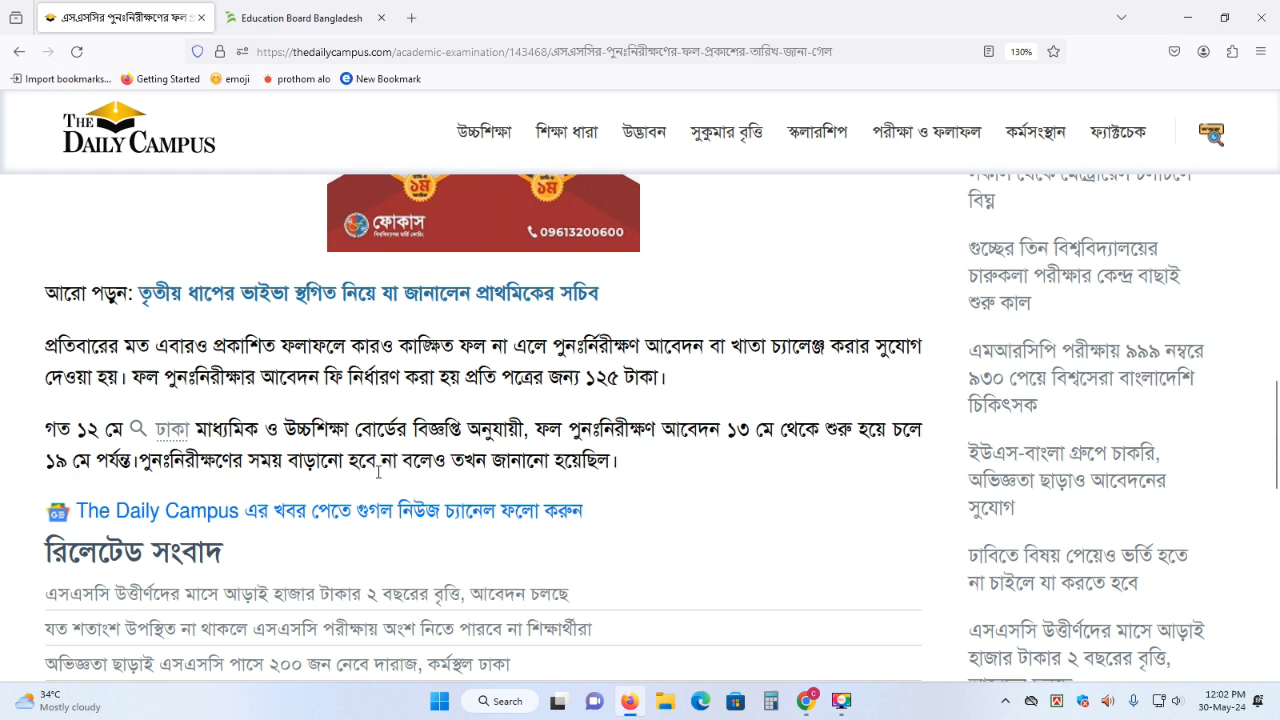 এসএসসির পুনঃনিরীক্ষণের ফল প্র
Education Board Bangladesh
https://thedailycampus.com/academic-examination/143468/এসএসসির-পুনঃনিরীক্ষণের-ফল-প্রকাশের-তারিখ-জানা-গেল
130%
Import bookmarks... Getting Started emoji prothom alo New Bookmark
THE DAILY CAMPUS
উচ্চশিক্ষা শিক্ষা ধারা উদ্ভাবন সুকুমার বৃত্তি স্কলারশিপ পরীক্ষা ও ফলাফল কর্মসংস্থান ফ্যাক্টচেক
১ম ১ম
ফোকাস
09613200600
আরো পড়ুন: তৃতীয় ধাপের ভাইভা স্থগিত নিয়ে যা জানালেন প্রাথমিকের সচিব
প্রতিবারের মত এবারও প্রকাশিত ফলাফলে কারও কাঙ্ক্ষিত ফল না এলে পুনঃর্নিরীক্ষণ আবেদন বা খাতা চ্যালেঞ্জ করার সুযোগ
দেওয়া হয়। ফল পুনঃনিরীক্ষার আবেদন ফি নির্ধারণ করা হয় প্রতি পত্রের জন্য ১২৫ টাকা।
গত ১২ মে ঢাকা মাধ্যমিক ও উচ্চশিক্ষা বোর্ডের বিজ্ঞপ্তি অনুযায়ী, ফল পুনঃনিরীক্ষণ আবেদন ১৩ মে থেকে শুরু হয়ে চলে
১৯ মে পর্যন্ত।পুনঃনিরীক্ষণের সময় বাড়ানো হবে না বলেও তখন জানানো হয়েছিল।
The Daily Campus এর খবর পেতে গুগল নিউজ চ্যানেল ফলো করুন
রিলেটেড সংবাদ
এসএসসি উত্তীর্ণদের মাসে আড়াই হাজার টাকার ২ বছরের বৃত্তি, আবেদন চলছে
যত শতাংশ উপস্থিত না থাকলে এসএসসি পরীক্ষায় অংশ নিতে পারবে না শিক্ষার্থীরা
অভিজ্ঞতা ছাড়াই এসএসসি পাসে ২০০ জন নেবে দারাজ, কর্মস্থল ঢাকা
সকাল থেকে মেট্রোরেল চলাচলে
বিঘ্ন
গুচ্ছের তিন বিশ্ববিদ্যালয়ের
চারুকলা পরীক্ষার কেন্দ্র বাছাই
শুরু কাল
এমআরসিপি পরীক্ষায় ৯৯৯ নম্বরে
৯৩০ পেয়ে বিশ্বসেরা বাংলাদেশি
চিকিৎসক
ইউএস-বাংলা গ্রুপে চাকরি,
অভিজ্ঞতা ছাড়াও আবেদনের
সুযোগ
ঢাবিতে বিষয় পেয়েও ভর্তি হতে
না চাইলে যা করতে হবে
এসএসসি উত্তীর্ণদের মাসে আড়াই
হাজার টাকার ২ বছরের বৃত্তি,
34°C
Mostly cloudy
Search
12:02 PM
30-May-24